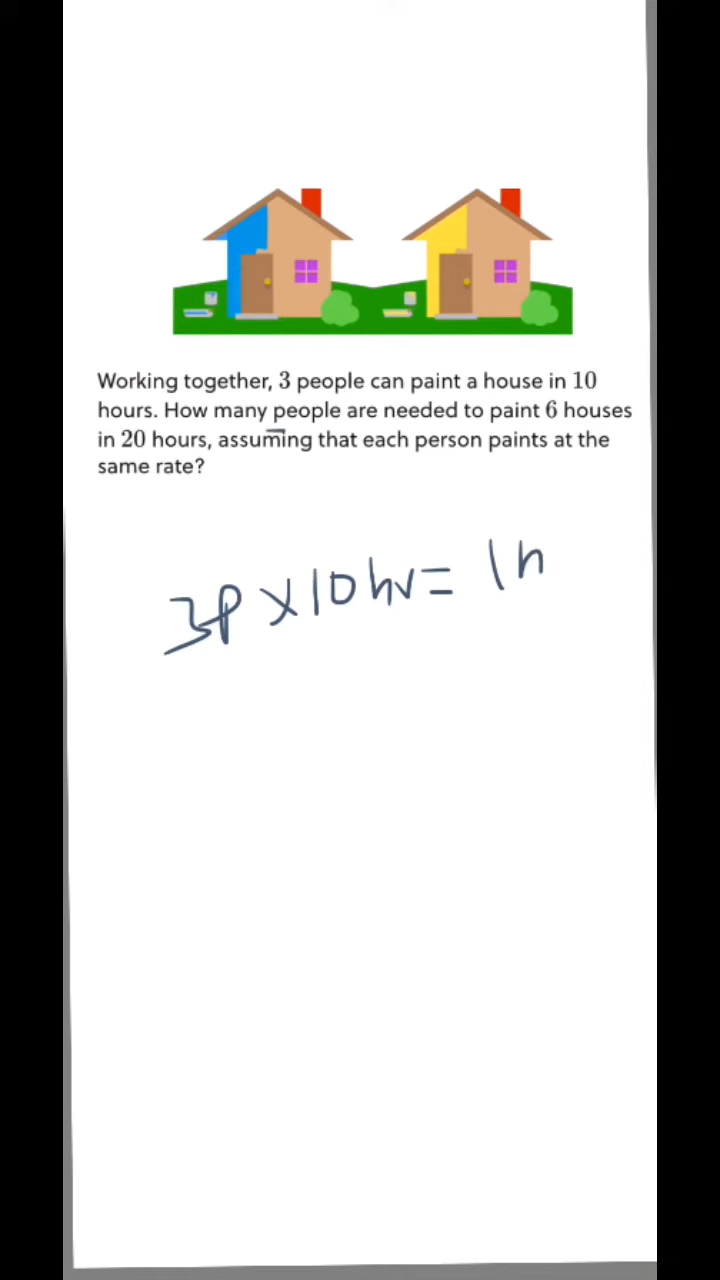 Working together, 3 people can paint a house in 10
hours. How many people are needed to paint 6 houses
in 20 hours, assuming that each person paints at the
same rate?
3P × 10 hr = 1 h